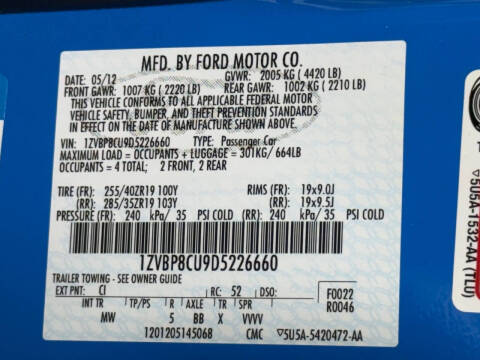 MFD. BY FORD MOTOR CO.
DATE: 05/12 GVWR: 2005 KG (4420 LB)
FRONT GAWR: 1007 KG (2220 LB) REAR GAWR: 1002 KG (2210 LB)
THIS VEHICLE CONFORMS TO ALL APPLICABLE FEDERAL MOTOR
VEHICLE SAFETY, BUMPER, AND THEFT PREVENTION STANDARDS
IN EFFECT ON THE DATE OF MANUFACTURE SHOWN ABOVE.
VIN: 1ZVBP8CU9D5226660 TYPE: Passenger Car
MAXIMUM LOAD = OCCUPANTS + LUGGAGE = 301KG/ 664LB
OCCUPANTS = 4 TOTAL; 2 FRONT, 2 REAR
TIRE (FR): 255/40ZR19 100Y RIMS (FR): 19x9.0J
(RR): 285/35ZR19 103Y (RR): 19x9.5J
PRESSURE (FR): 240 kPa/ 35 PSI COLD (RR): 240 kPa/ 35 PSI COLD
1ZVBP8CU9D5226660
TRAILER TOWING - SEE OWNER GUIDE
EXT PNT: CI RC: 52 DSO: F0022
INT TR TP/PS R AXLE TR SPR R0046
MW 5 BB X VVVV
1201205145068 CMC 5U5A-5420472-AA
5U5A-1532-AA (TLO)